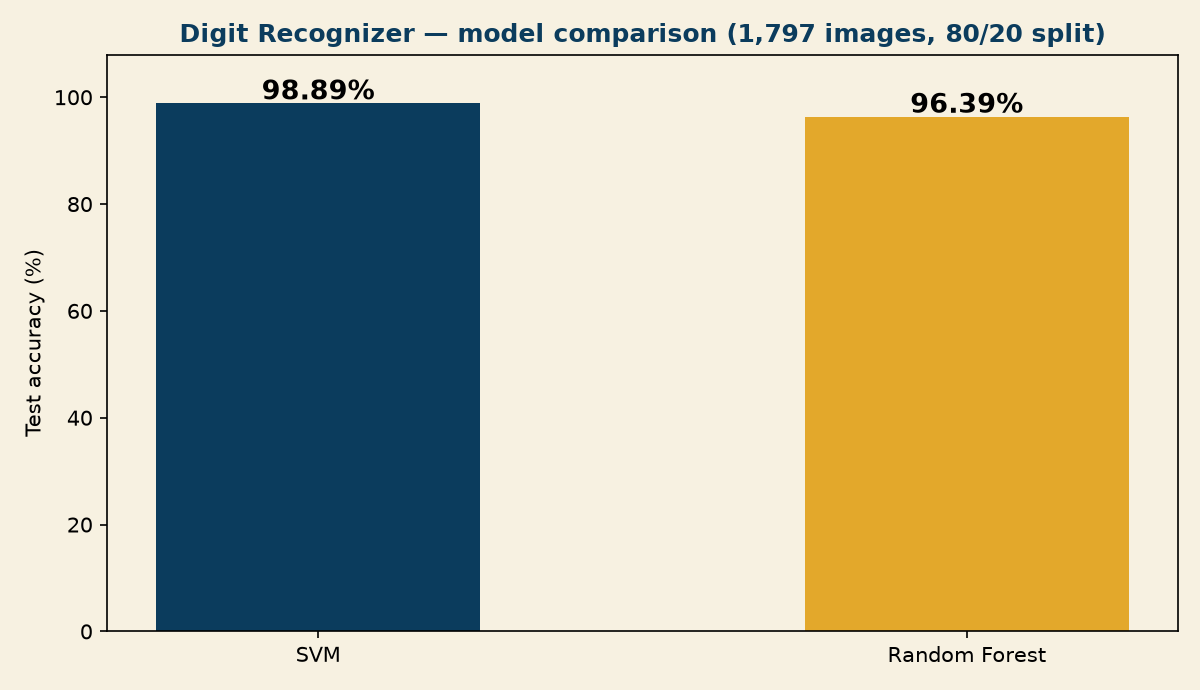 Digit Recognizer — model comparison (1,797 images, 80/20 split)
98.89%
96.39%
100
80
60
40
20
0
Test accuracy (%)
SVM
Random Forest